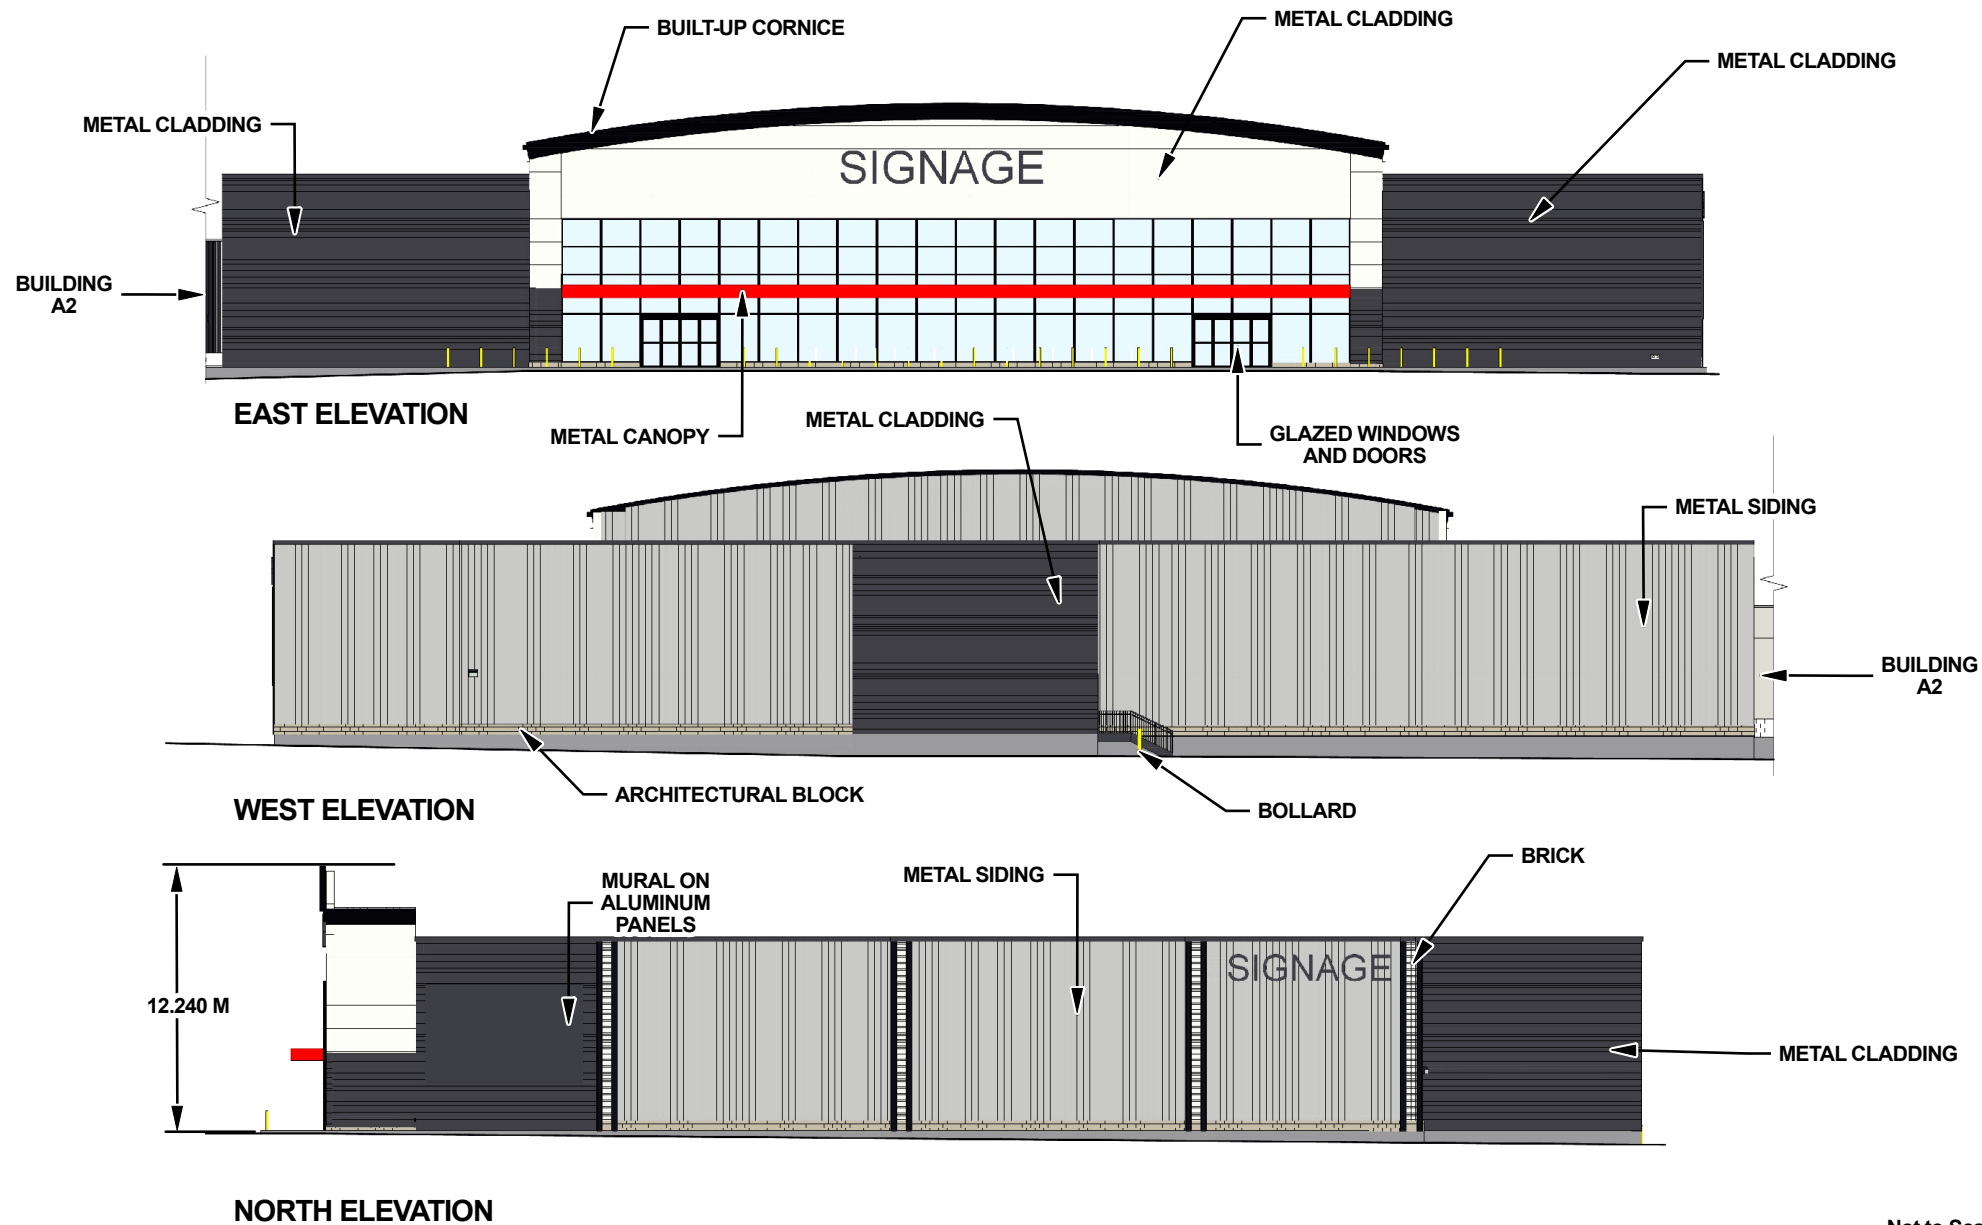 BUILT-UP CORNICE
METAL CLADDING
METAL CLADDING
METAL CLADDING
SIGNAGE
BUILDING
A2
EAST ELEVATION
METAL CANOPY
METAL CLADDING
GLAZED WINDOWS
AND DOORS
METAL SIDING
BUILDING
A2
ARCHITECTURAL BLOCK
BOLLARD
WEST ELEVATION
BRICK
MURAL ON
ALUMINUM
PANELS
METAL SIDING
SIGNAGE
12.240 M
METAL CLADDING
NORTH ELEVATION
Not to